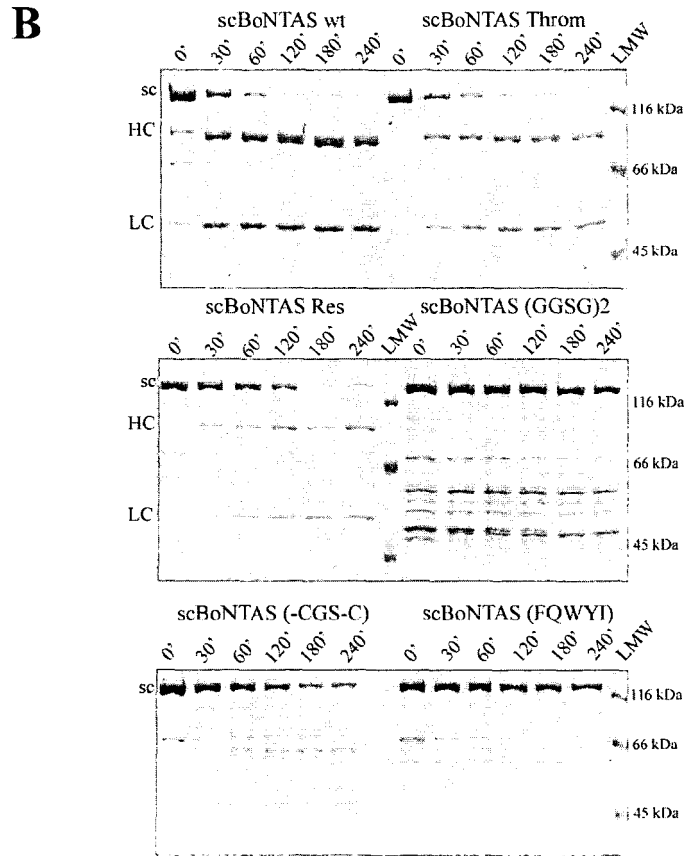 B
scBoNTAS wt scBoNTAS Throm
0' 30' 60' 120' 180' 240' 0' 30' 60' 120' 180' 240' LMW
sc
116 kDa
HC
66 kDa
LC
45 kDa
scBoNTAS Res scBoNTAS (GGSG)2
0' 30' 60' 120' 180' 240' LMW 0' 30' 60' 120' 180' 240'
sc
116 kDa
HC
66 kDa
LC
45 kDa
scBoNTAS (-CGS-C) scBoNTAS (FQWYI)
0' 30' 60' 120' 180' 240' 0' 30' 60' 120' 180' 240' LMW
sc
116 kDa
66 kDa
45 kDa